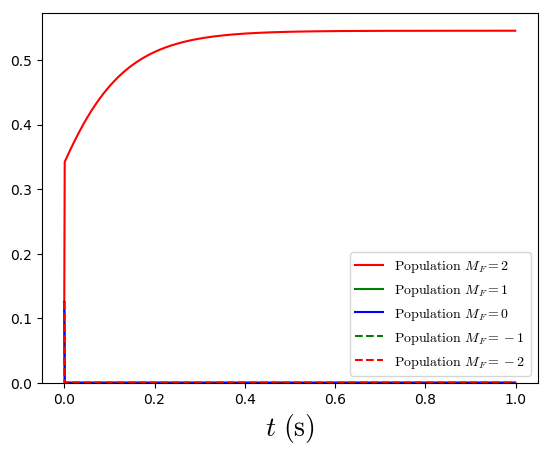 0.5
0.4
0.3
0.2
0.1
0.0
0.0 0.2 0.4 0.6 0.8 1.0
t (s)
Population M_F = 2
Population M_F = 1
Population M_F = 0
Population M_F = −1
Population M_F = −2